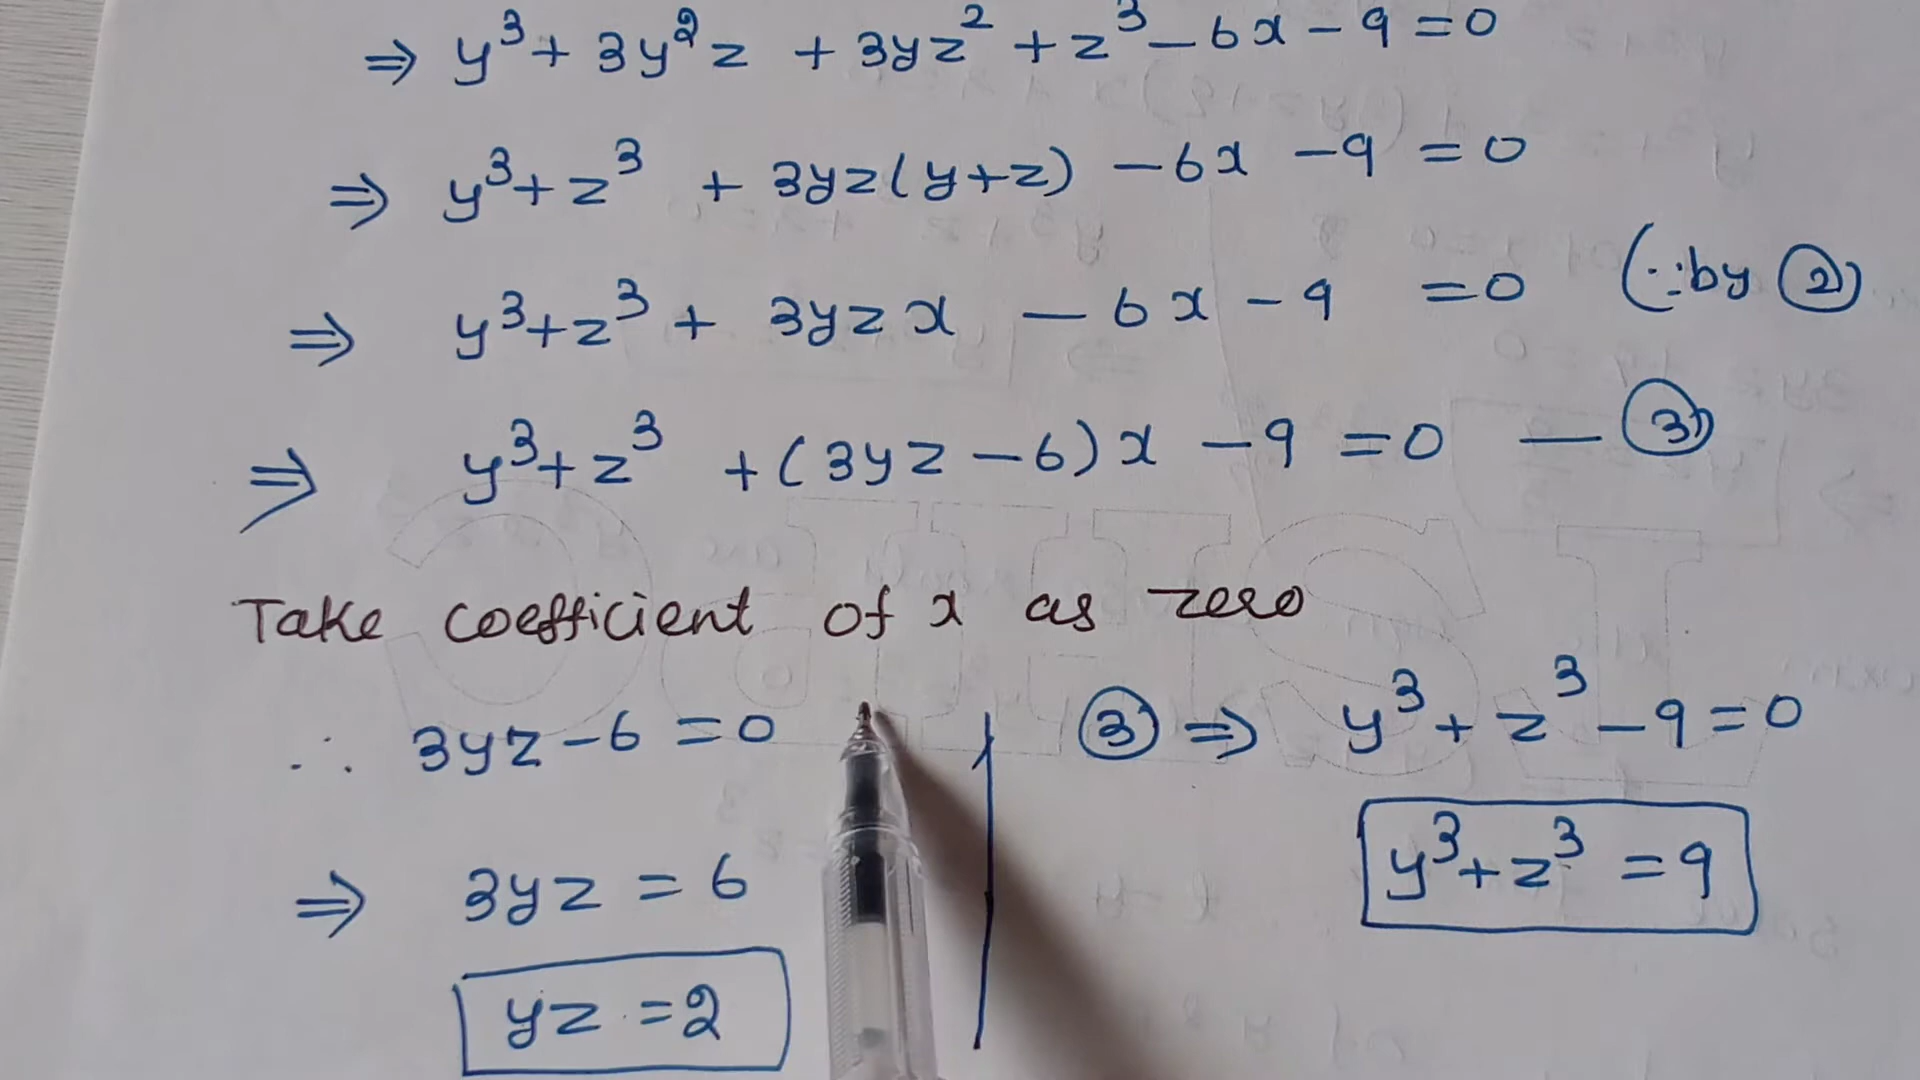 ⇒ y³ + 3y²z + 3yz² + z³ – 6x – 9 = 0
⇒ y³ + z³ + 3yz(y+z) – 6x – 9 = 0
⇒ y³ + z³ + 3yzx – 6x – 9 = 0 (∵ by ②)
⇒ y³ + z³ + (3yz – 6)x – 9 = 0 — ③
Take coefficient of x as zero
∴ 3yz – 6 = 0
⇒ 3yz = 6
yz = 2
③ ⇒ y³ + z³ – 9 = 0
y³ + z³ = 9